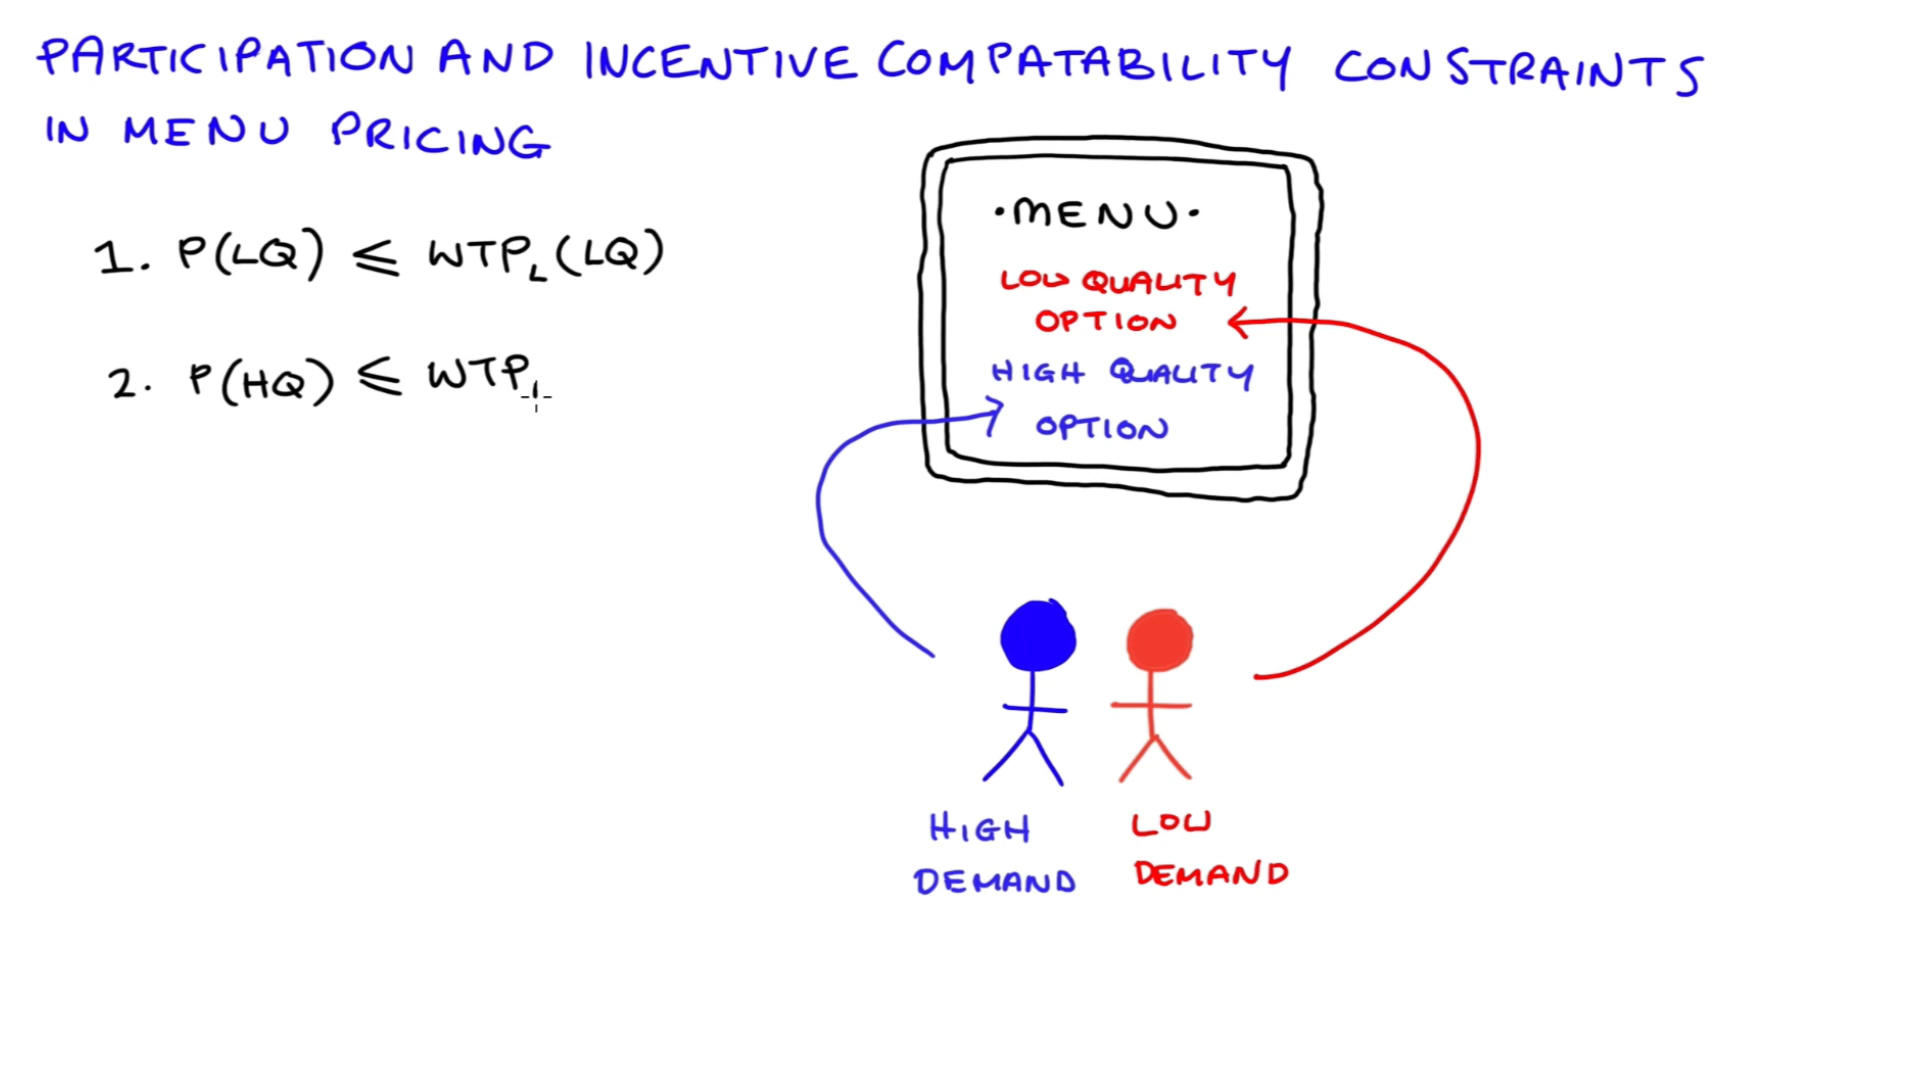 PARTICIPATION AND INCENTIVE COMPATABILITY CONSTRAINTS
IN MENU PRICING
1. P(LQ) ≤ WTP_L(LQ)
2. P(HQ) ≤ WTP
·MENU·
LOW QUALITY
OPTION
HIGH QUALITY
OPTION
HIGH
DEMAND
LOW
DEMAND